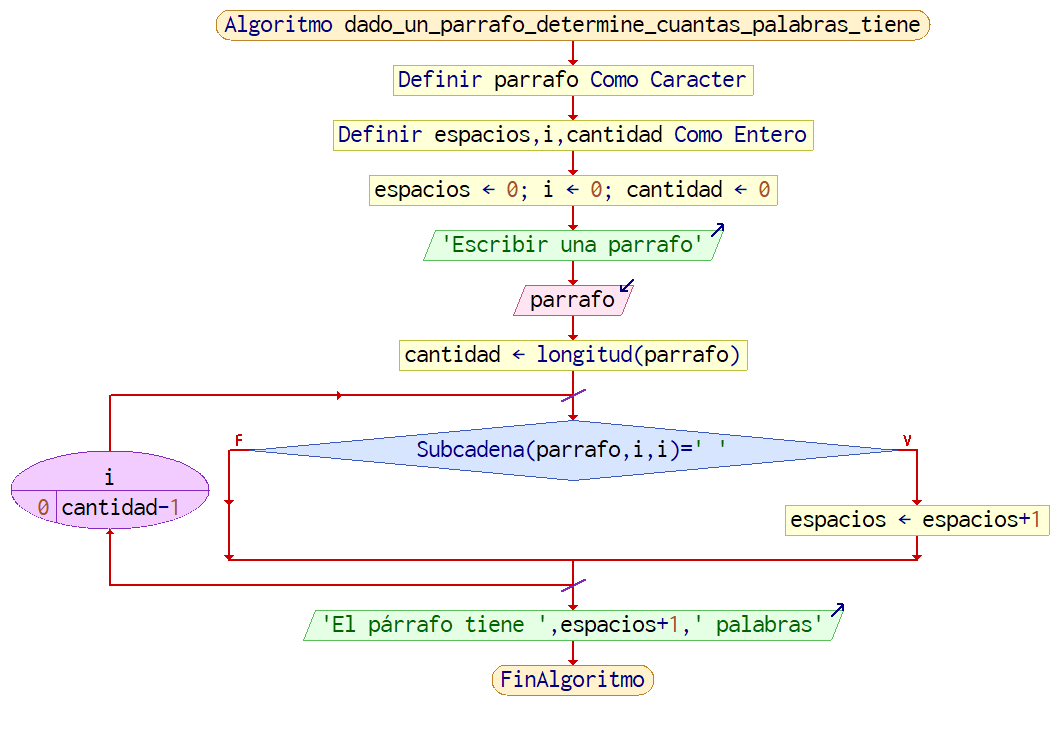 Algoritmo dado_un_parrafo_determine_cuantas_palabras_tiene
Definir parrafo Como Caracter
Definir espacios,i,cantidad Como Entero
espacios ← 0; i ← 0; cantidad ← 0
'Escribir una parrafo'
parrafo
cantidad ← longitud(parrafo)
F
Subcadena(parrafo,i,i)=' '
V
i
0 cantidad-1
espacios ← espacios+1
'El párrafo tiene ',espacios+1,' palabras'
FinAlgoritmo